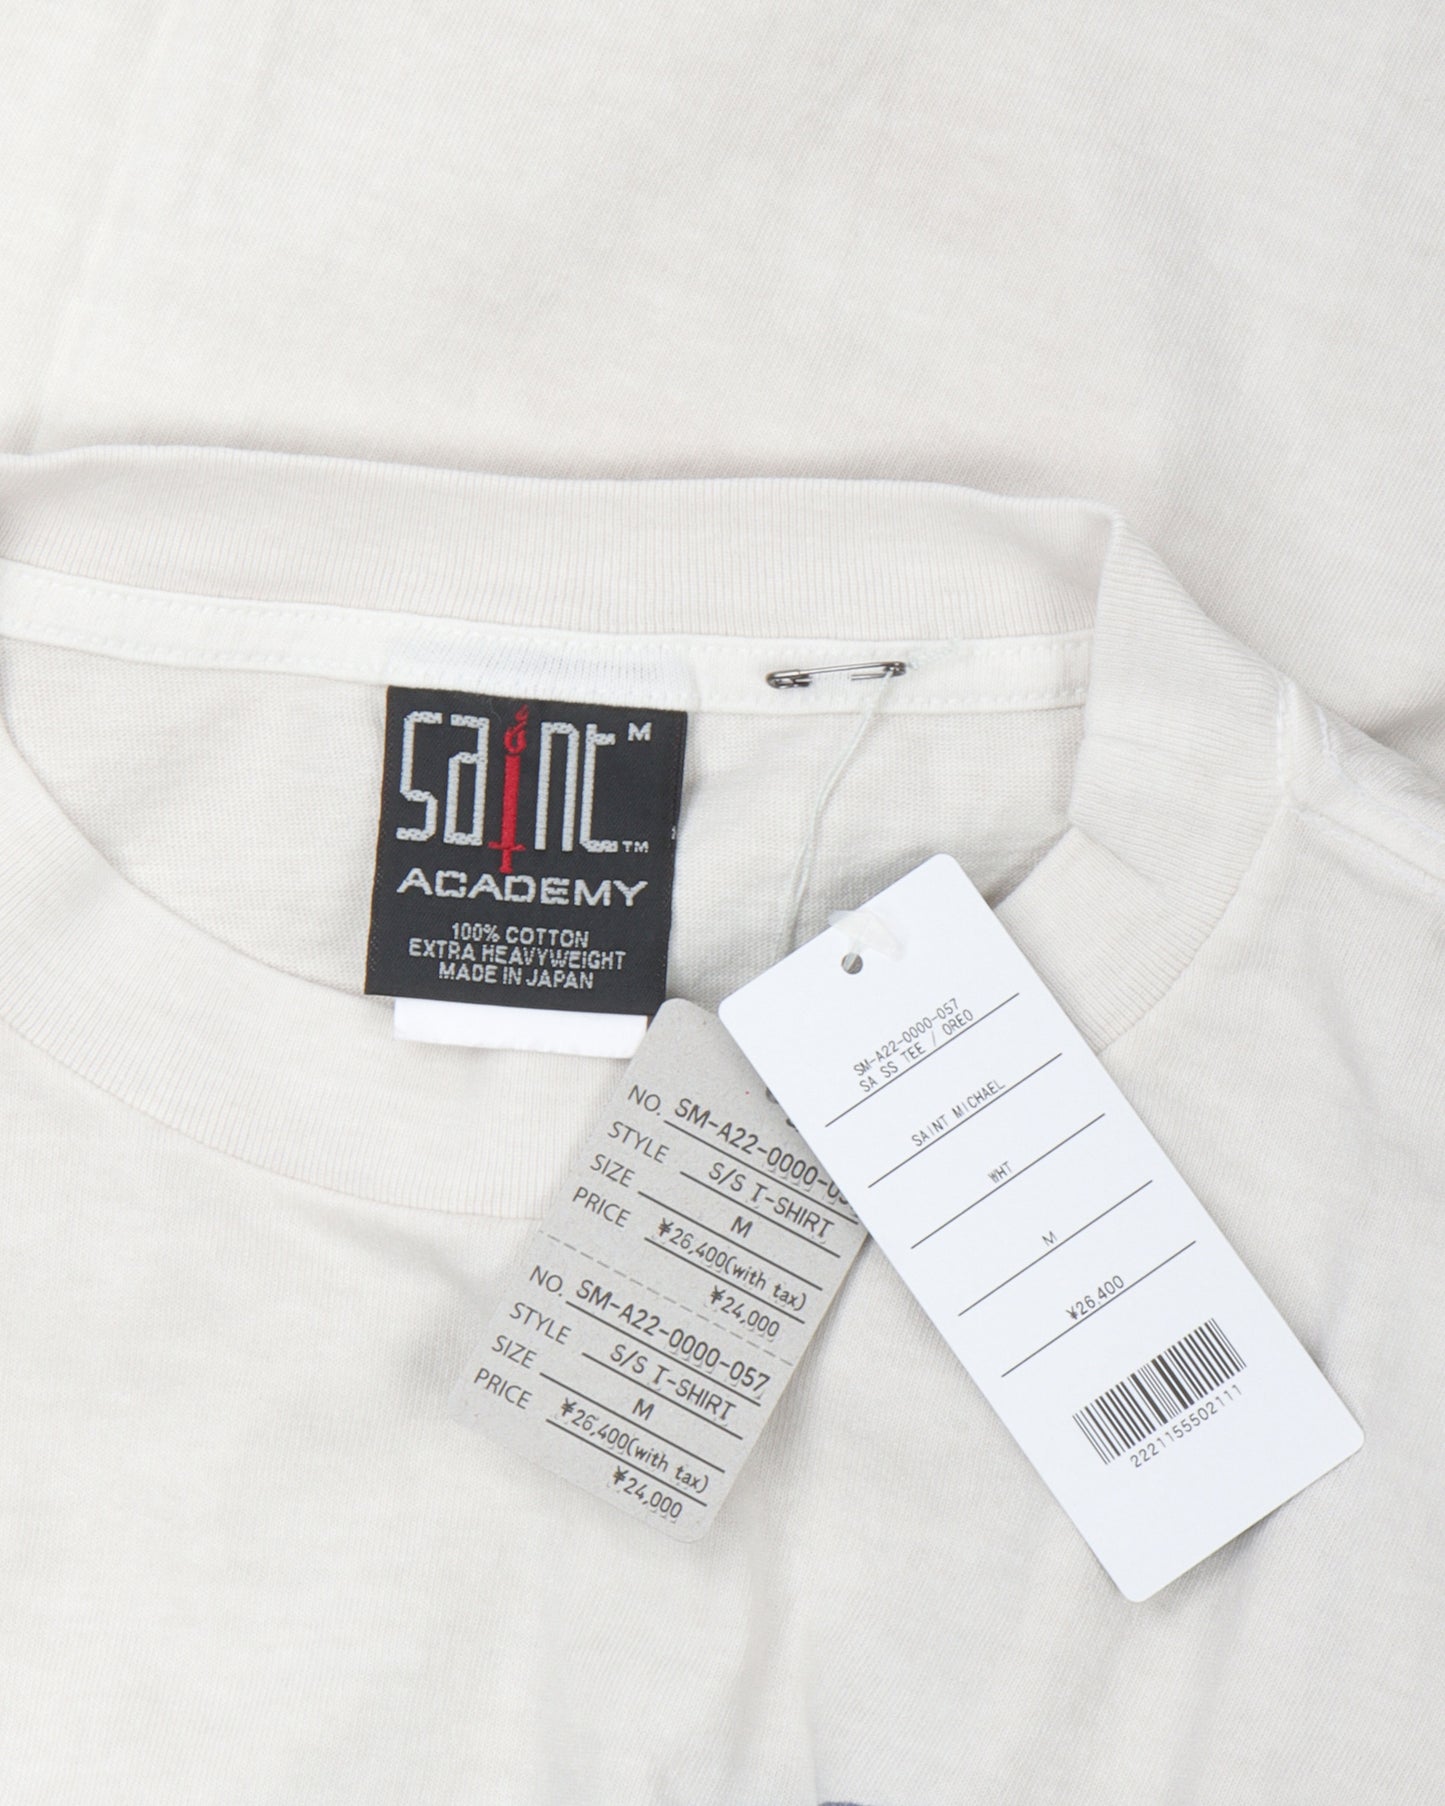 saint M
TM
ACADEMY
100% COTTON
EXTRA HEAVYWEIGHT
MADE IN JAPAN
NO. SM-A22-0000-05
STYLE S/S T-SHIRT
SIZE M
PRICE ¥26,400(with tax)
¥24,000
NO. SM-A22-0000-057
STYLE S/S T-SHIRT
SIZE M
PRICE ¥26,400(with tax)
¥24,000
SM-A22-0000-057
SA SS TEE / OREO
SAINT MICHAEL
WHT
M
¥26,400
2221155502111